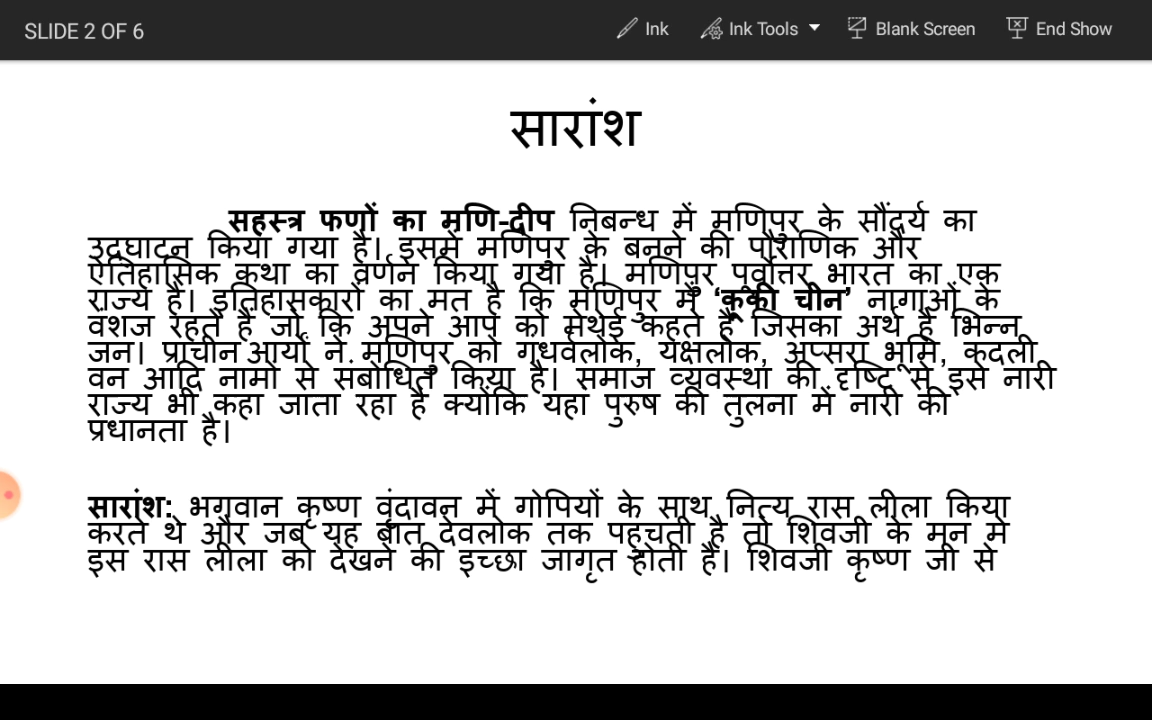 SLIDE 2 OF 6
Ink
Ink Tools
Blank Screen
End Show
सारांश
सहस्त्र फणों का मणि-दीप निबन्ध में मणिपुर के सौंदर्य का
उद्घाटन किया गया है। इसमें मणिपुर के बनने की पौराणिक और
ऐतिहासिक कथा का वर्णन किया गया है। मणिपुर पूर्वोत्तर भारत का एक
राज्य है। इतिहासकारों का मत है कि मणिपुर में ‘कूकी चीन’ नागाओं के
वंशज रहते हैं जो कि अपने आप को मेथेई कहते हैं जिसका अर्थ है भिन्न
जन। प्राचीन आर्यों ने. मणिपुर को गंधर्वलोक, यक्षलोक, अप्सरा भूमि, कदली
वन आदि नामों से संबोधित किया है। समाज व्यवस्था की दृष्टि से इसे नारी
राज्य भी कहा जाता रहा है क्योंकि यहां पुरुष की तुलना में नारी की
प्रधानता है।
सारांश: भगवान कृष्ण वृंदावन में गोपियों के साथ नित्य रास लीला किया
करते थे और जब यह बात देवलोक तक पहुचती है तो शिवजी के मन में
इस रास लीला को देखने की इच्छा जागृत होती है। शिवजी कृष्ण जी से